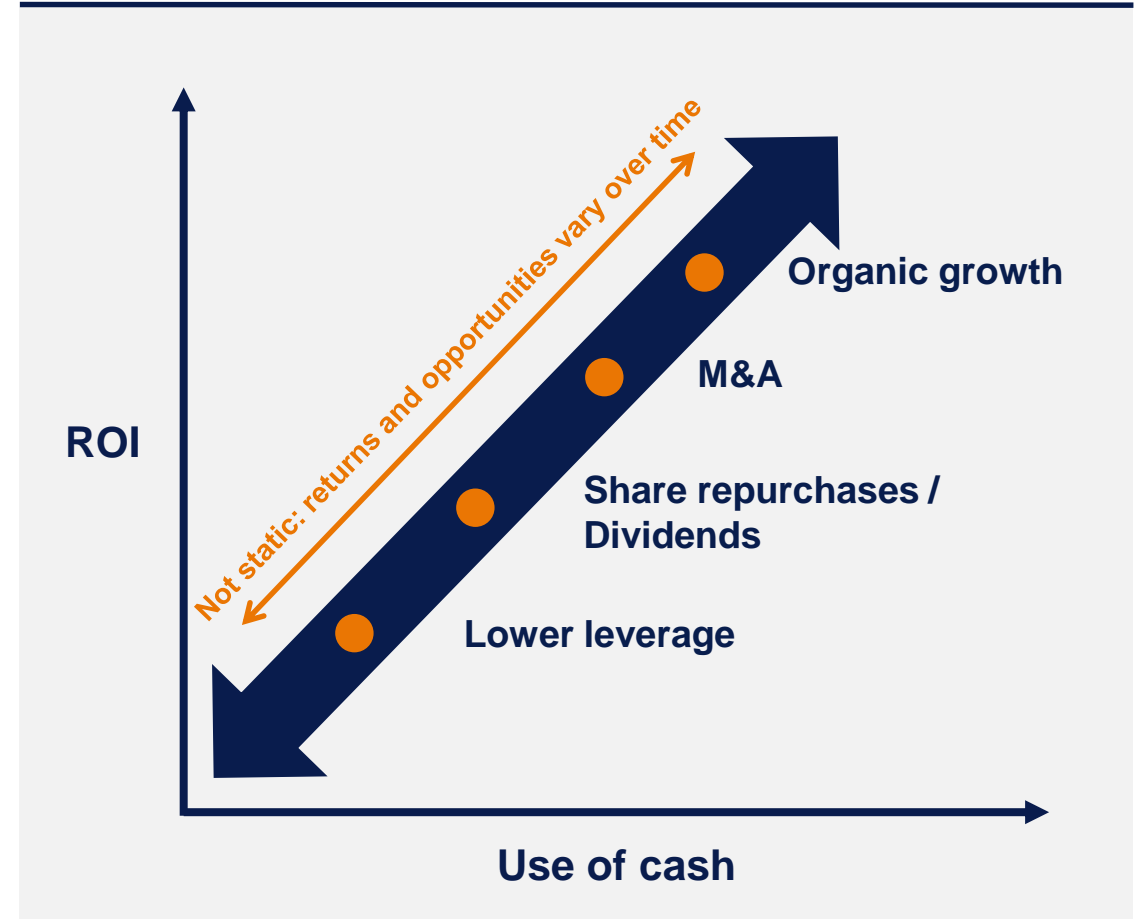 Not static: returns and opportunities vary over time
Organic growth
M&A
ROI
Share repurchases /
Dividends
Lower leverage
Use of cash